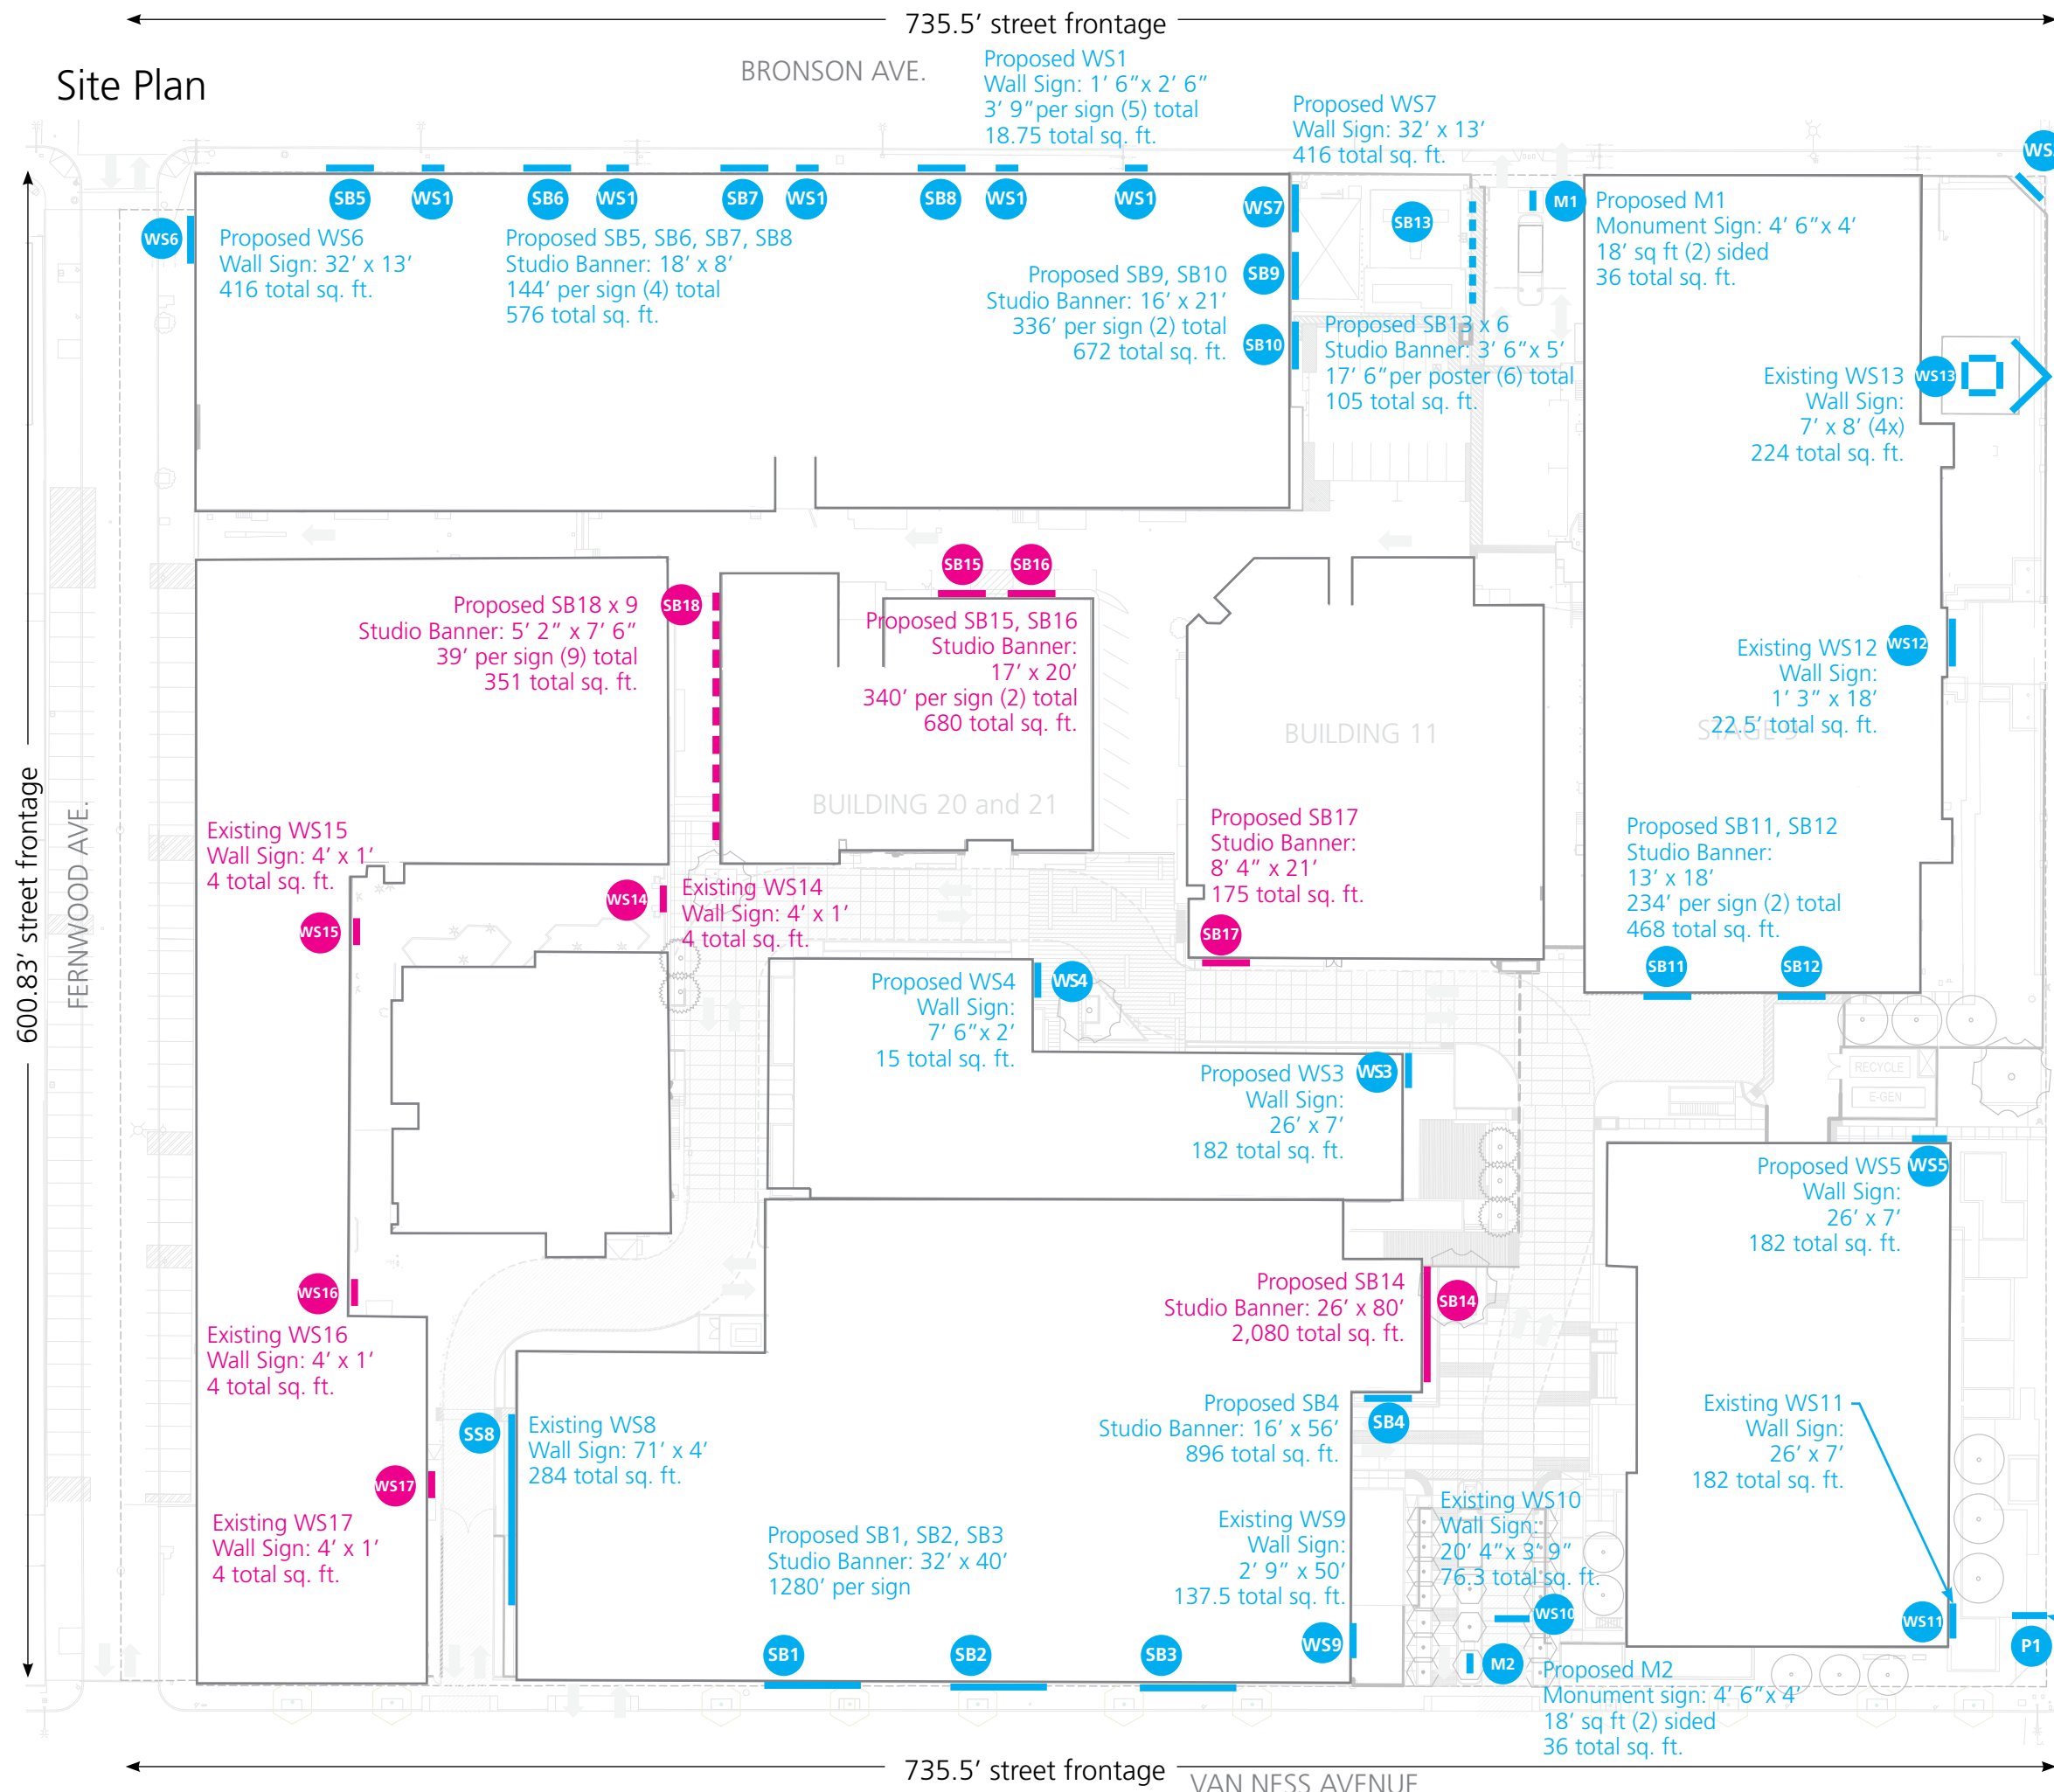 735.5’ street frontage
Site Plan
BRONSON AVE.
Proposed WS1
Wall Sign: 1’ 6”x 2’ 6”
3’ 9”per sign (5) total
18.75 total sq. ft.
Proposed WS7
Wall Sign: 32’ x 13’
416 total sq. ft.
SB5
WS1
SB6
WS1
SB7
WS1
SB8
WS1
WS1
WS7
SB13
M1
WS6
Proposed WS6
Wall Sign: 32’ x 13’
416 total sq. ft.
Proposed SB5, SB6, SB7, SB8
Studio Banner: 18’ x 8’
144’ per sign (4) total
576 total sq. ft.
Proposed SB9, SB10
Studio Banner: 16’ x 21’
336’ per sign (2) total
672 total sq. ft.
SB9
SB10
Proposed M1
Monument Sign: 4’ 6”x 4’
18’ sq ft (2) sided
36 total sq. ft.
Proposed SB13 x 6
Studio Banner: 3’ 6”x 5’
17’ 6”per poster (6) total
105 total sq. ft.
Existing WS13
Wall Sign:
7’ x 8’ (4x)
224 total sq. ft.
WS13
SB15
SB16
Proposed SB18 x 9
Studio Banner: 5’ 2” x 7’ 6”
39’ per sign (9) total
351 total sq. ft.
SB18
Proposed SB15, SB16
Studio Banner:
17’ x 20’
340’ per sign (2) total
680 total sq. ft.
BUILDING 20 and 21
BUILDING 11
Existing WS12
Wall Sign:
1’ 3” x 18’
22.5’ total sq. ft.
WS12
STAGE 9
600.83’ street frontage
FERNWOOD AVE.
Existing WS15
Wall Sign: 4’ x 1’
4 total sq. ft.
WS15
WS14
Existing WS14
Wall Sign: 4’ x 1’
4 total sq. ft.
Proposed SB17
Studio Banner:
8’ 4” x 21’
175 total sq. ft.
SB17
Proposed SB11, SB12
Studio Banner:
13’ x 18’
234’ per sign (2) total
468 total sq. ft.
SB11
SB12
Proposed WS4
Wall Sign:
7’ 6”x 2’
15 total sq. ft.
WS4
Proposed WS3
Wall Sign:
26’ x 7’
182 total sq. ft.
WS3
RECYCLE
E-GEN
Proposed WS5
Wall Sign:
26’ x 7’
182 total sq. ft.
WS5
WS16
Existing WS16
Wall Sign: 4’ x 1’
4 total sq. ft.
Proposed SB14
Studio Banner: 26’ x 80’
2,080 total sq. ft.
SB14
Proposed SB4
Studio Banner: 16’ x 56’
896 total sq. ft.
SB4
Existing WS11
Wall Sign:
26’ x 7’
182 total sq. ft.
SS8
Existing WS8
Wall Sign: 71’ x 4’
284 total sq. ft.
WS17
Existing WS17
Wall Sign: 4’ x 1’
4 total sq. ft.
Proposed SB1, SB2, SB3
Studio Banner: 32’ x 40’
1280’ per sign
Existing WS9
Wall Sign:
2’ 9” x 50’
137.5 total sq. ft.
Existing WS10
Wall Sign:
20’ 4”x 3’ 9”
76.3 total sq. ft.
WS10
WS11
SB1
SB2
SB3
WS9
M2
P1
Proposed M2
Monument sign: 4’ 6”x 4’
18’ sq ft (2) sided
36 total sq. ft.
735.5’ street frontage
VAN NESS AVENUE